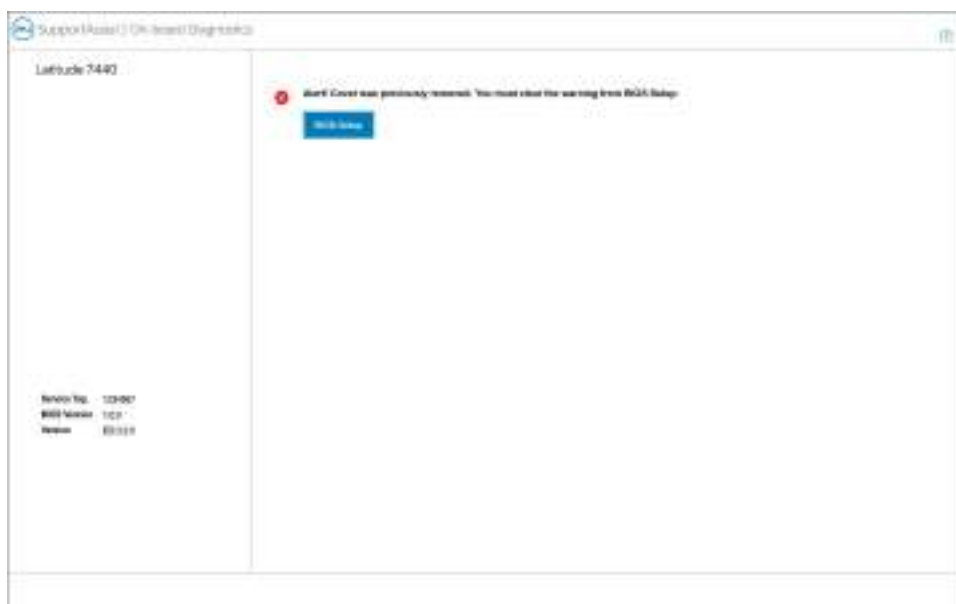 SupportAssist | On-board Diagnostics
Latitude 7440
Alert! Cover was previously removed. You must clear the warning from BIOS Setup.
BIOS Setup
Service Tag
BIOS Version
Version